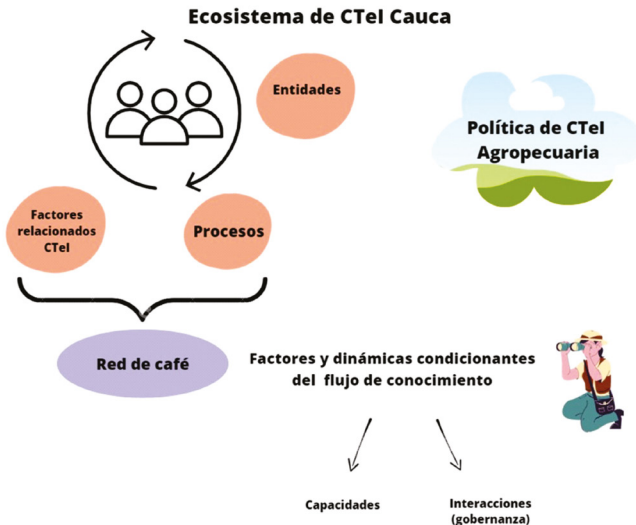 Ecosistema de CTeI Cauca
Entidades
Política de CTeI
Agropecuaria
Factores
relacionados
CTeI
Procesos
Red de café
Factores y dinámicas condicionantes
del flujo de conocimiento
Capacidades
Interacciones
(gobernanza)